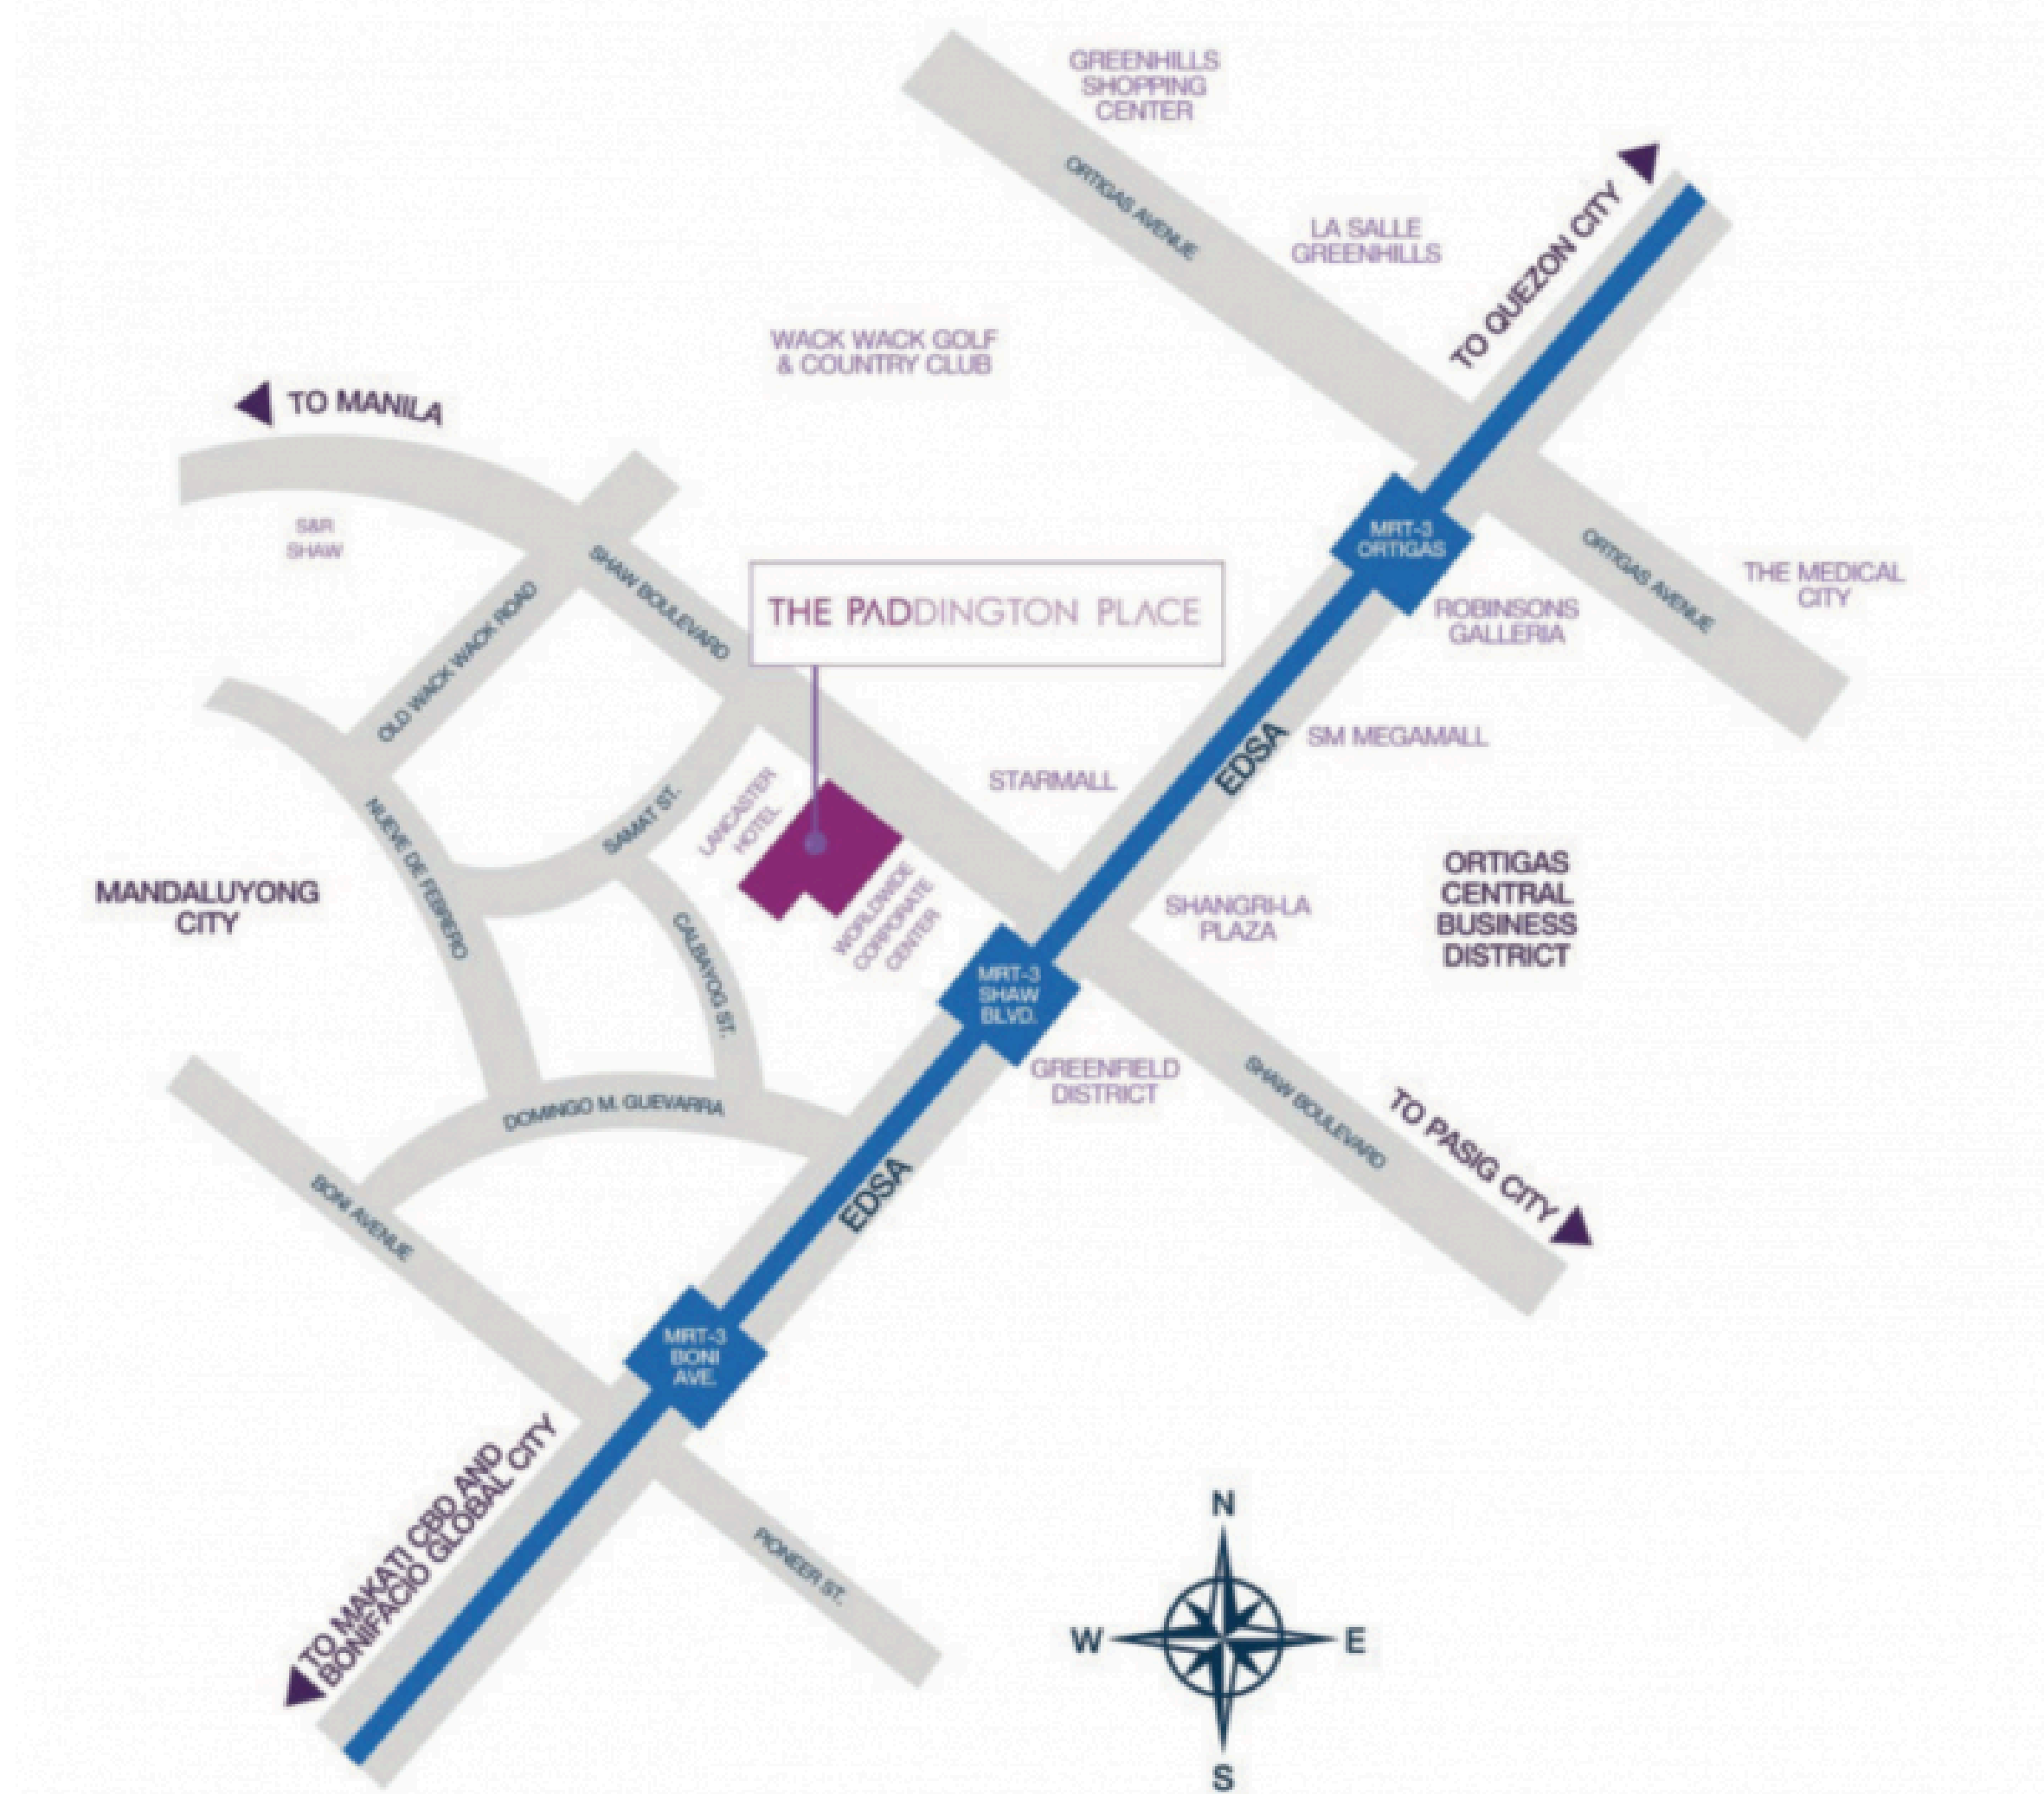 GREENHILLS
SHOPPING
CENTER
ORTIGAS AVENUE
LA SALLE
GREENHILLS
TO QUEZON CITY
WACK WACK GOLF
& COUNTRY CLUB
TO MANILA
S&R
SHAW
SHAW BOULEVARD
MRT-3
ORTIGAS
ORTIGAS AVENUE
THE MEDICAL
CITY
ROBINSONS
GALLERIA
THE PADDINGTON PLACE
OLD WACK WACK ROAD
EDSA
SM MEGAMALL
STARMALL
LANCASTER
HOTEL
SAMAT ST.
NUEVE DE FEBRERO
MANDALUYONG
CITY
WORLDWIDE
CORPORATE
CENTER
CALBAYOG ST.
SHANGRI-LA
PLAZA
ORTIGAS
CENTRAL
BUSINESS
DISTRICT
MRT-3
SHAW
BLVD.
GREENFIELD
DISTRICT
SHAW BOULEVARD
TO PASIG CITY
DOMINGO M. GUEVARRA
BONI AVENUE
EDSA
MRT-3
BONI
AVE.
TO MAKATI CBD AND
BONIFACIO GLOBAL CITY
PIONEER ST.
N
W
E
S